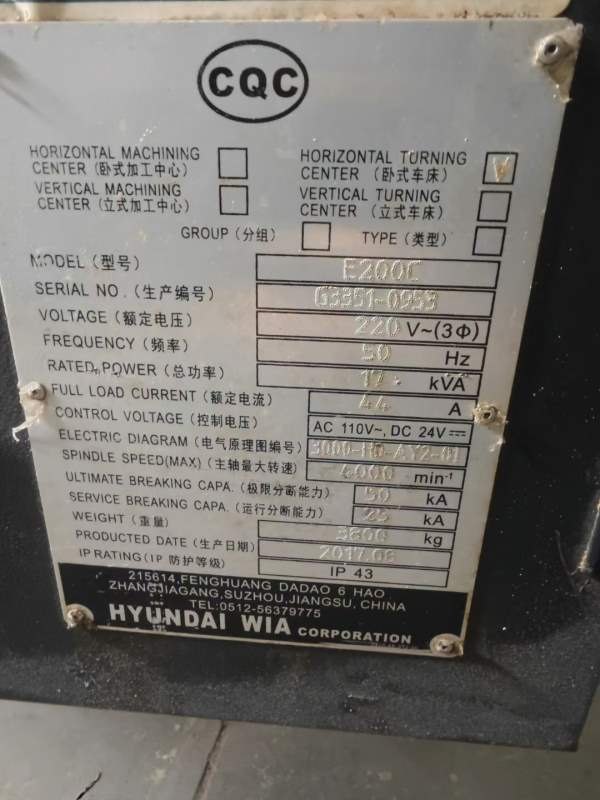 CQC
HORIZONTAL MACHINING CENTER (卧式加工中心)
HORIZONTAL TURNING CENTER (卧式车床) V
VERTICAL MACHINING CENTER (立式加工中心)
VERTICAL TURNING CENTER (立式车床)
GROUP (分组) TYPE (类型)
MODEL (型号) E200C
SERIAL NO. (生产编号) G3351-0953
VOLTAGE (额定电压) 220 V~(3Φ)
FREQUENCY (频率) 50 Hz
RATED POWER (总功率) 17 kVA
FULL LOAD CURRENT (额定电流) 44 A
CONTROL VOLTAGE (控制电压) AC 110V~, DC 24V
ELECTRIC DIAGRAM (电气原理图编号)
SPINDLE SPEED(MAX) (主轴最大转速) 4000 min-¹
ULTIMATE BREAKING CAPA. (极限分断能力) 50 kA
SERVICE BREAKING CAPA. (运行分断能力) 25 kA
WEIGHT (重量) 3800 kg
PRODUCTED DATE (生产日期) 2017.06
IP RATING (IP 防护等级) IP 43
215614,FENGHUANG DADAO 6 HAO
ZHANGJIAGANG,SUZHOU,JIANGSU, CHINA
TEL:0512-56379775
HYUNDAI WIA CORPORATION